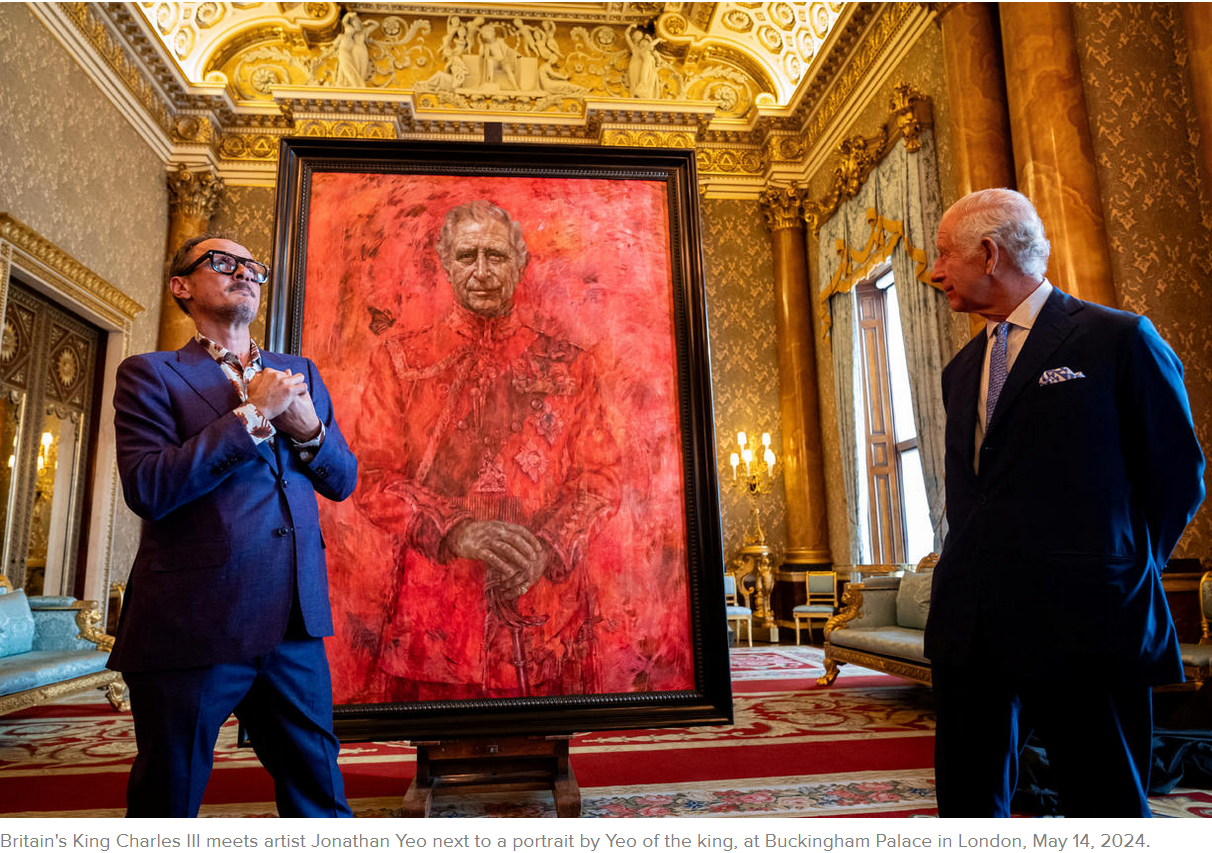 Britain's King Charles III meets artist Jonathan Yeo next to a portrait by Yeo of the king, at Buckingham Palace in London, May 14, 2024.